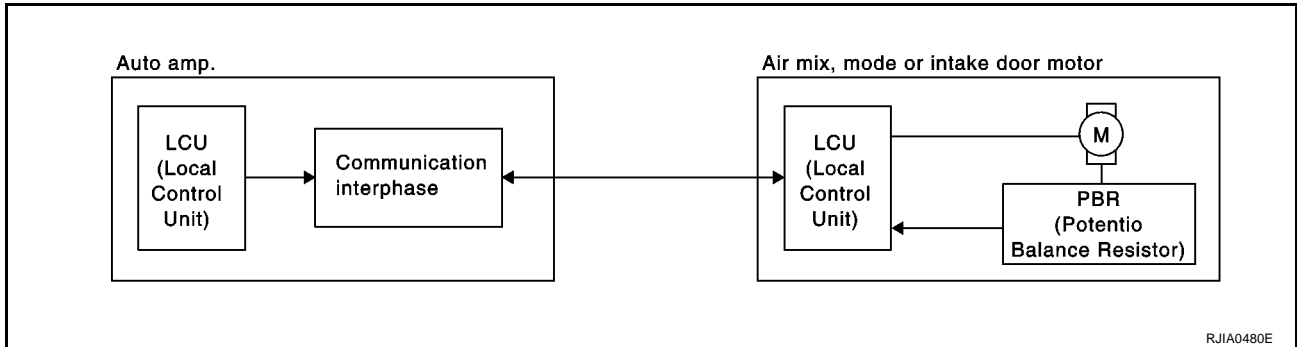 Auto amp.
LCU
(Local
Control
Unit)
Communication
interphase
Air mix, mode or intake door motor
LCU
(Local
Control
Unit)
M
PBR
(Potentio
Balance Resistor)
RJIA0480E